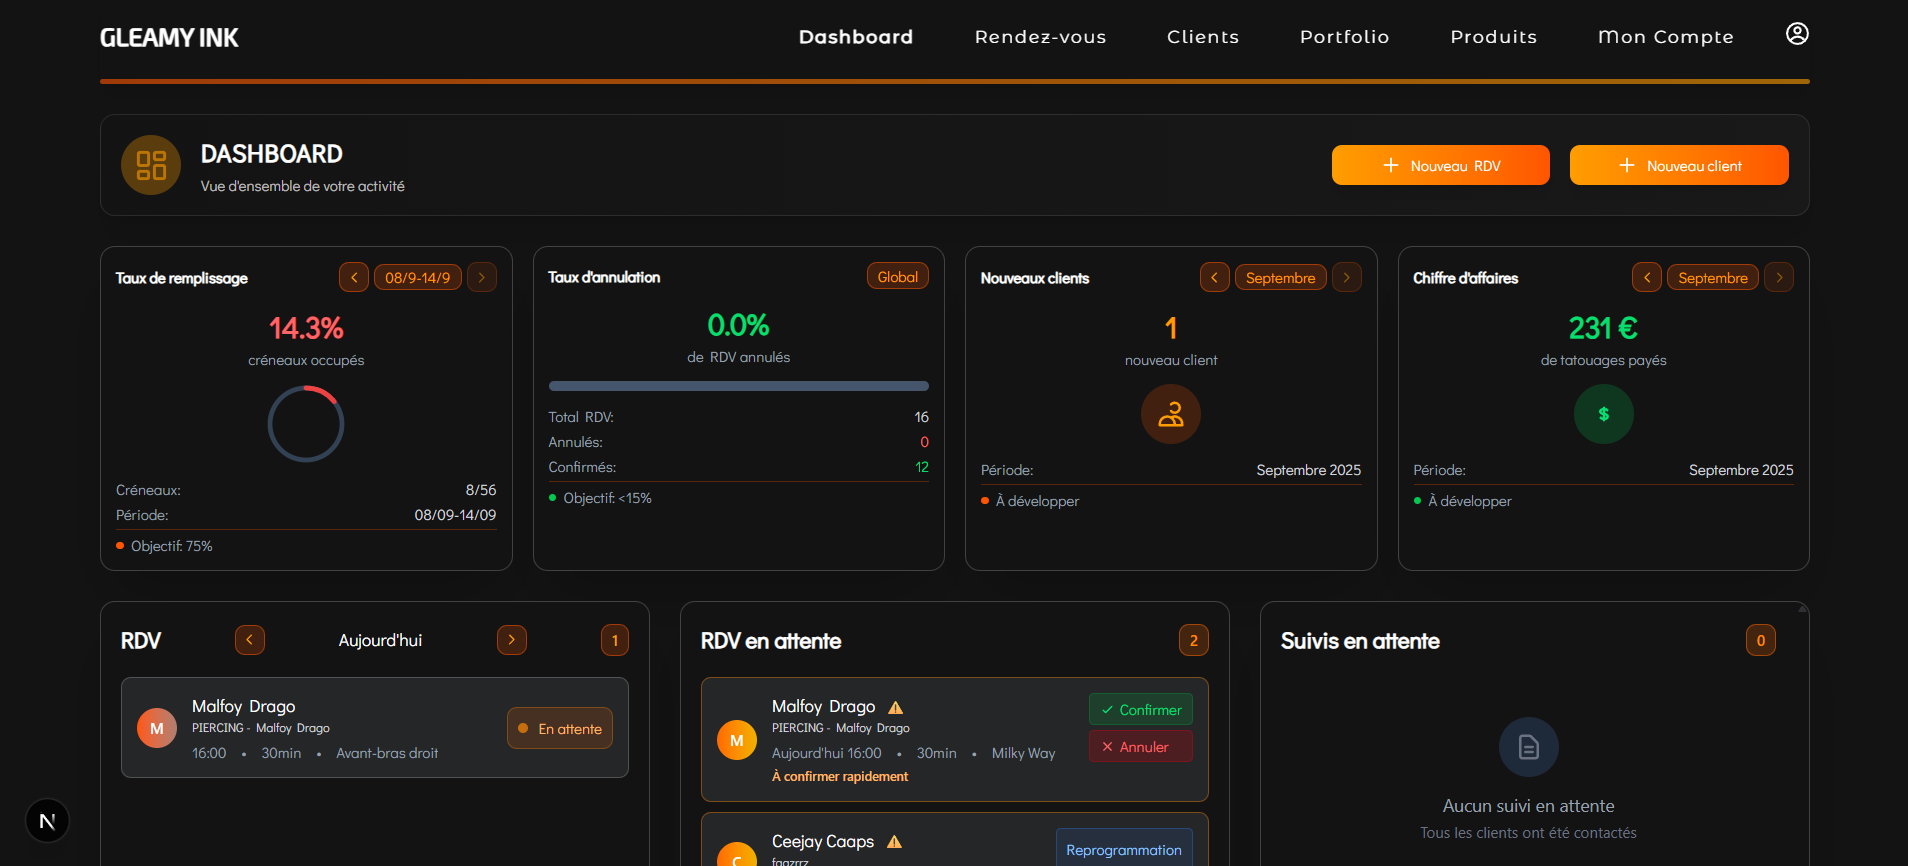 GLEAMY INK
Dashboard
Rendez-vous
Clients
Portfolio
Produits
Mon Compte
DASHBOARD
Vue d'ensemble de votre activité
Nouveau RDV
Nouveau client
Taux de remplissage
08/9-14/9
14.3%
créneaux occupés
Créneaux: 8/56
Période: 08/09-14/09
Objectif: 75%
Taux d'annulation
Global
0.0%
de RDV annulés
Total RDV: 16
Annulés: 0
Confirmés: 12
Objectif: <15%
Nouveaux clients
Septembre
1
nouveau client
Période: Septembre 2025
À développer
Chiffre d'affaires
Septembre
231 €
de tatouages payés
$
Période: Septembre 2025
À développer
RDV
Aujourd'hui
1
M
Malfoy Drago
PIERCING - Malfoy Drago
16:00 • 30min • Avant-bras droit
En attente
RDV en attente
2
M
Malfoy Drago
PIERCING - Malfoy Drago
Aujourd'hui 16:00 • 30min • Milky Way
À confirmer rapidement
Confirmer
Annuler
C
Ceejay Caaps
Reprogrammation
Suivis en attente
0
Aucun suivi en attente
Tous les clients ont été contactés
N